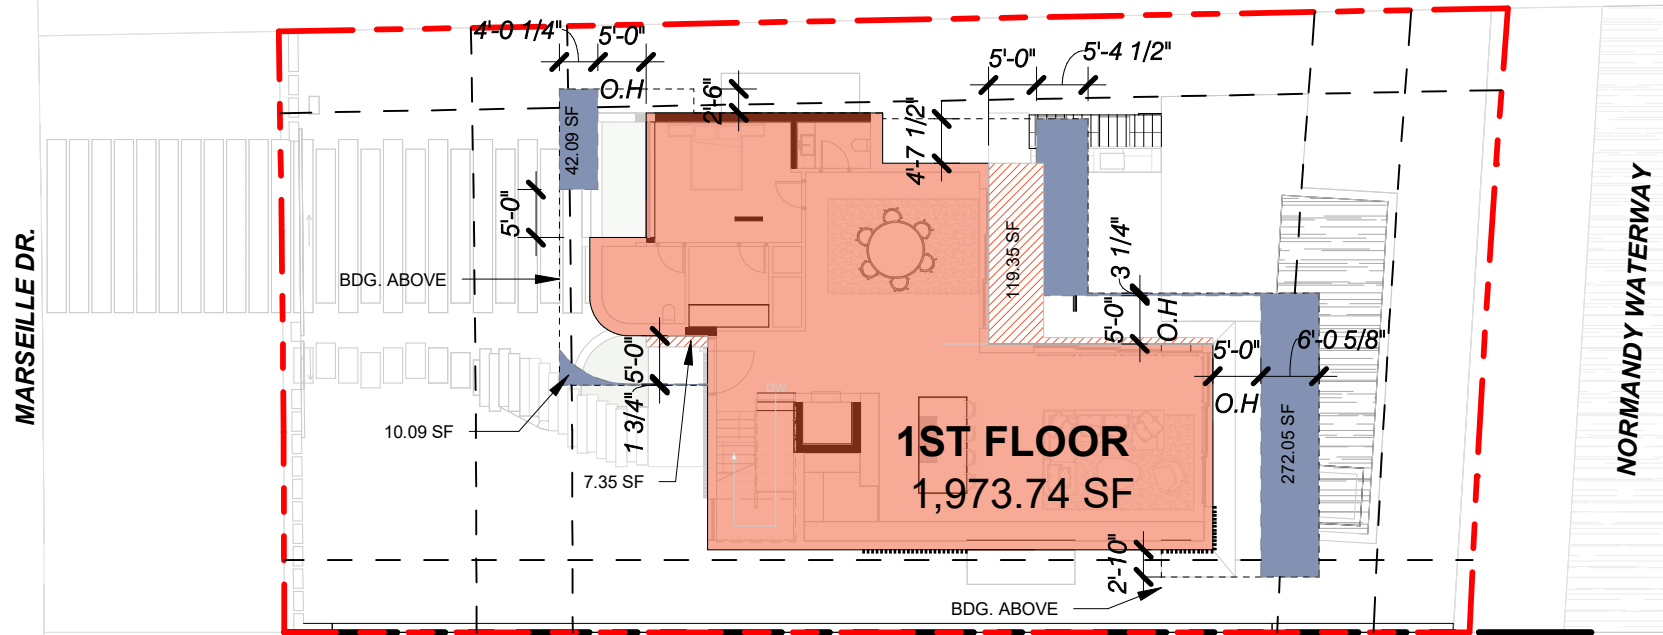 4'-0 1/4"
5'-0"
O.H
2'-6"
5'-0"
5'-4 1/2"
4'-7 1/2"
42.09 SF
5'-0"
BDG. ABOVE
MARSEILLE DR.
119.35 SF
3 1/4"
5'-0"
O.H
NORMANDY WATERWAY
5'-0"
6'-0 5/8"
O.H
5'-0"
1 3/4"
10.09 SF
7.35 SF
DW
1ST FLOOR
1,973.74 SF
272.05 SF
2'-10"
BDG. ABOVE